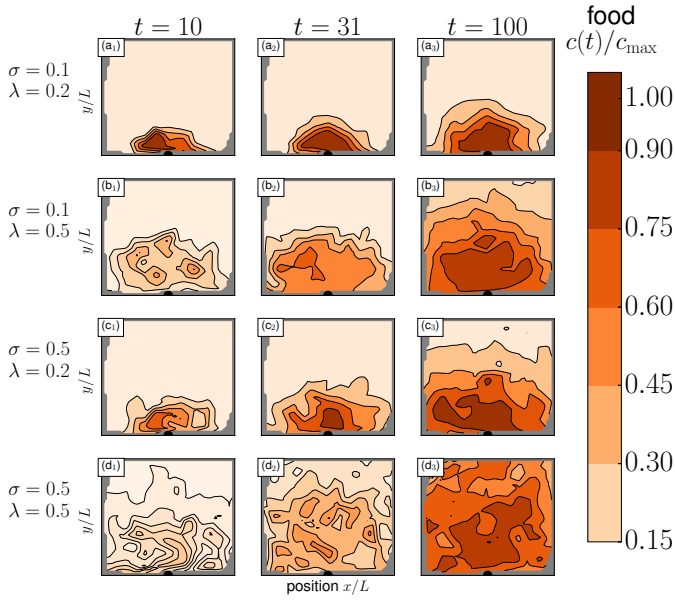 t = 10 t = 31 t = 100 food
c(t)/c_max
σ = 0.1
λ = 0.2
y/L
(a₁) (a₂) (a₃)
σ = 0.1
λ = 0.5
y/L
(b₁) (b₂) (b₃)
σ = 0.5
λ = 0.2
y/L
(c₁) (c₂) (c₃)
σ = 0.5
λ = 0.5
y/L
(d₁) (d₂) (d₃)
position x/L
1.00
0.90
0.75
0.60
0.45
0.30
0.15